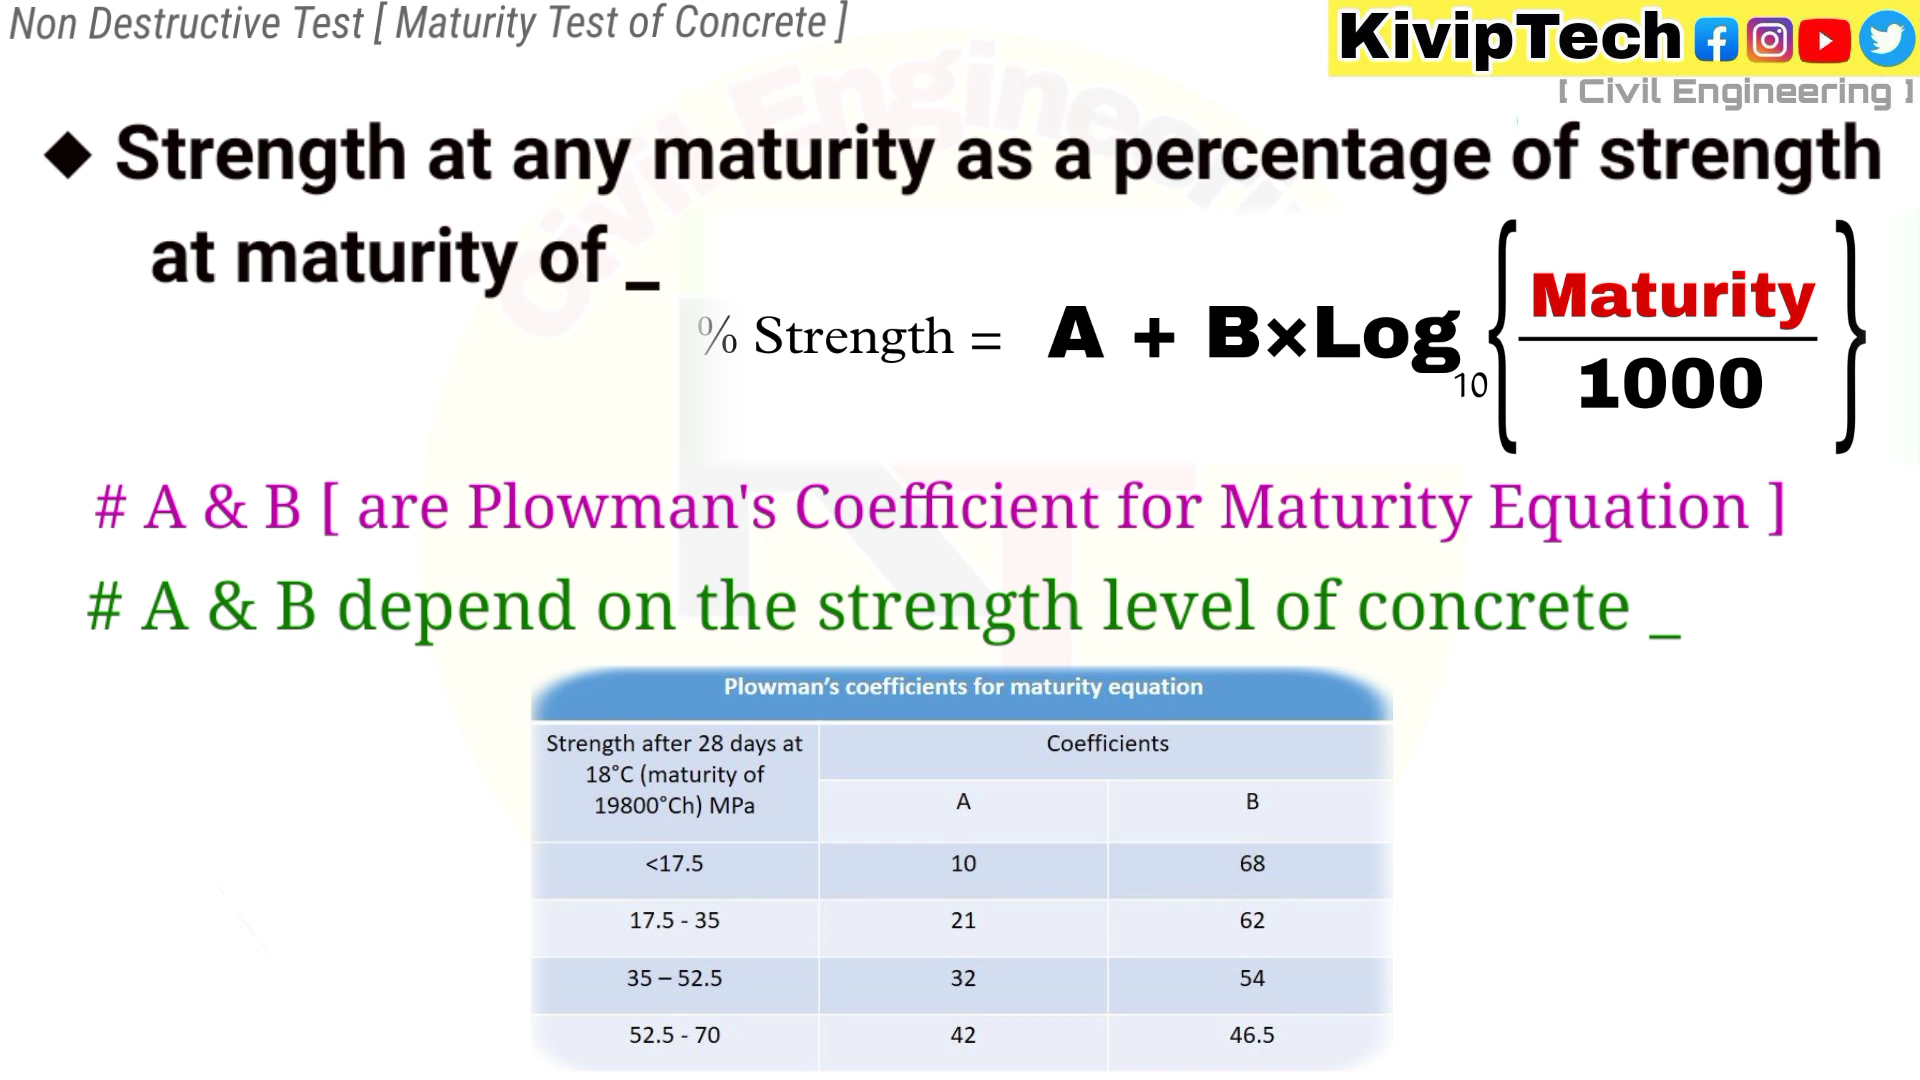 Non Destructive Test [ Maturity Test of Concrete ]
KivipTech
[ Civil Engineering ]
◆ Strength at any maturity as a percentage of strength
at maturity of _
% Strength = A + B×Log10 { Maturity / 1000 }
# A & B [ are Plowman's Coefficient for Maturity Equation ]
# A & B depend on the strength level of concrete _
Plowman’s coefficients for maturity equation
Strength after 28 days at
18°C (maturity of
19800°Ch) MPa
Coefficients
A B
<17.5 10 68
17.5 - 35 21 62
35 – 52.5 32 54
52.5 - 70 42 46.5
Civil Engineering
KT